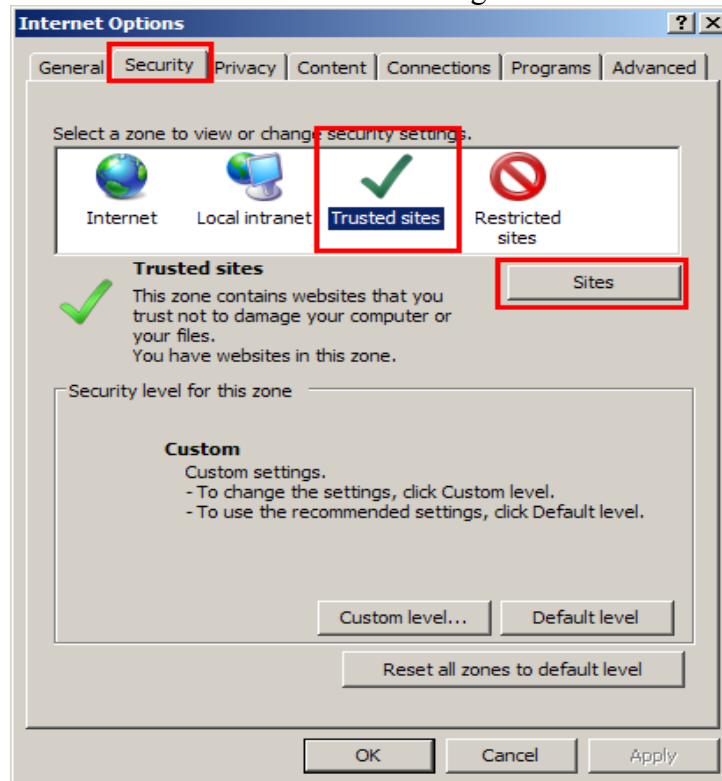 Internet Options
General Security Privacy Content Connections Programs Advanced
Select a zone to view or change security settings.
Internet Local intranet Trusted sites Restricted
sites
Trusted sites
Sites
This zone contains websites that you
trust not to damage your computer or
your files.
You have websites in this zone.
Security level for this zone
Custom
Custom settings.
- To change the settings, click Custom level.
- To use the recommended settings, click Default level.
Custom level... Default level
Reset all zones to default level
OK Cancel Apply